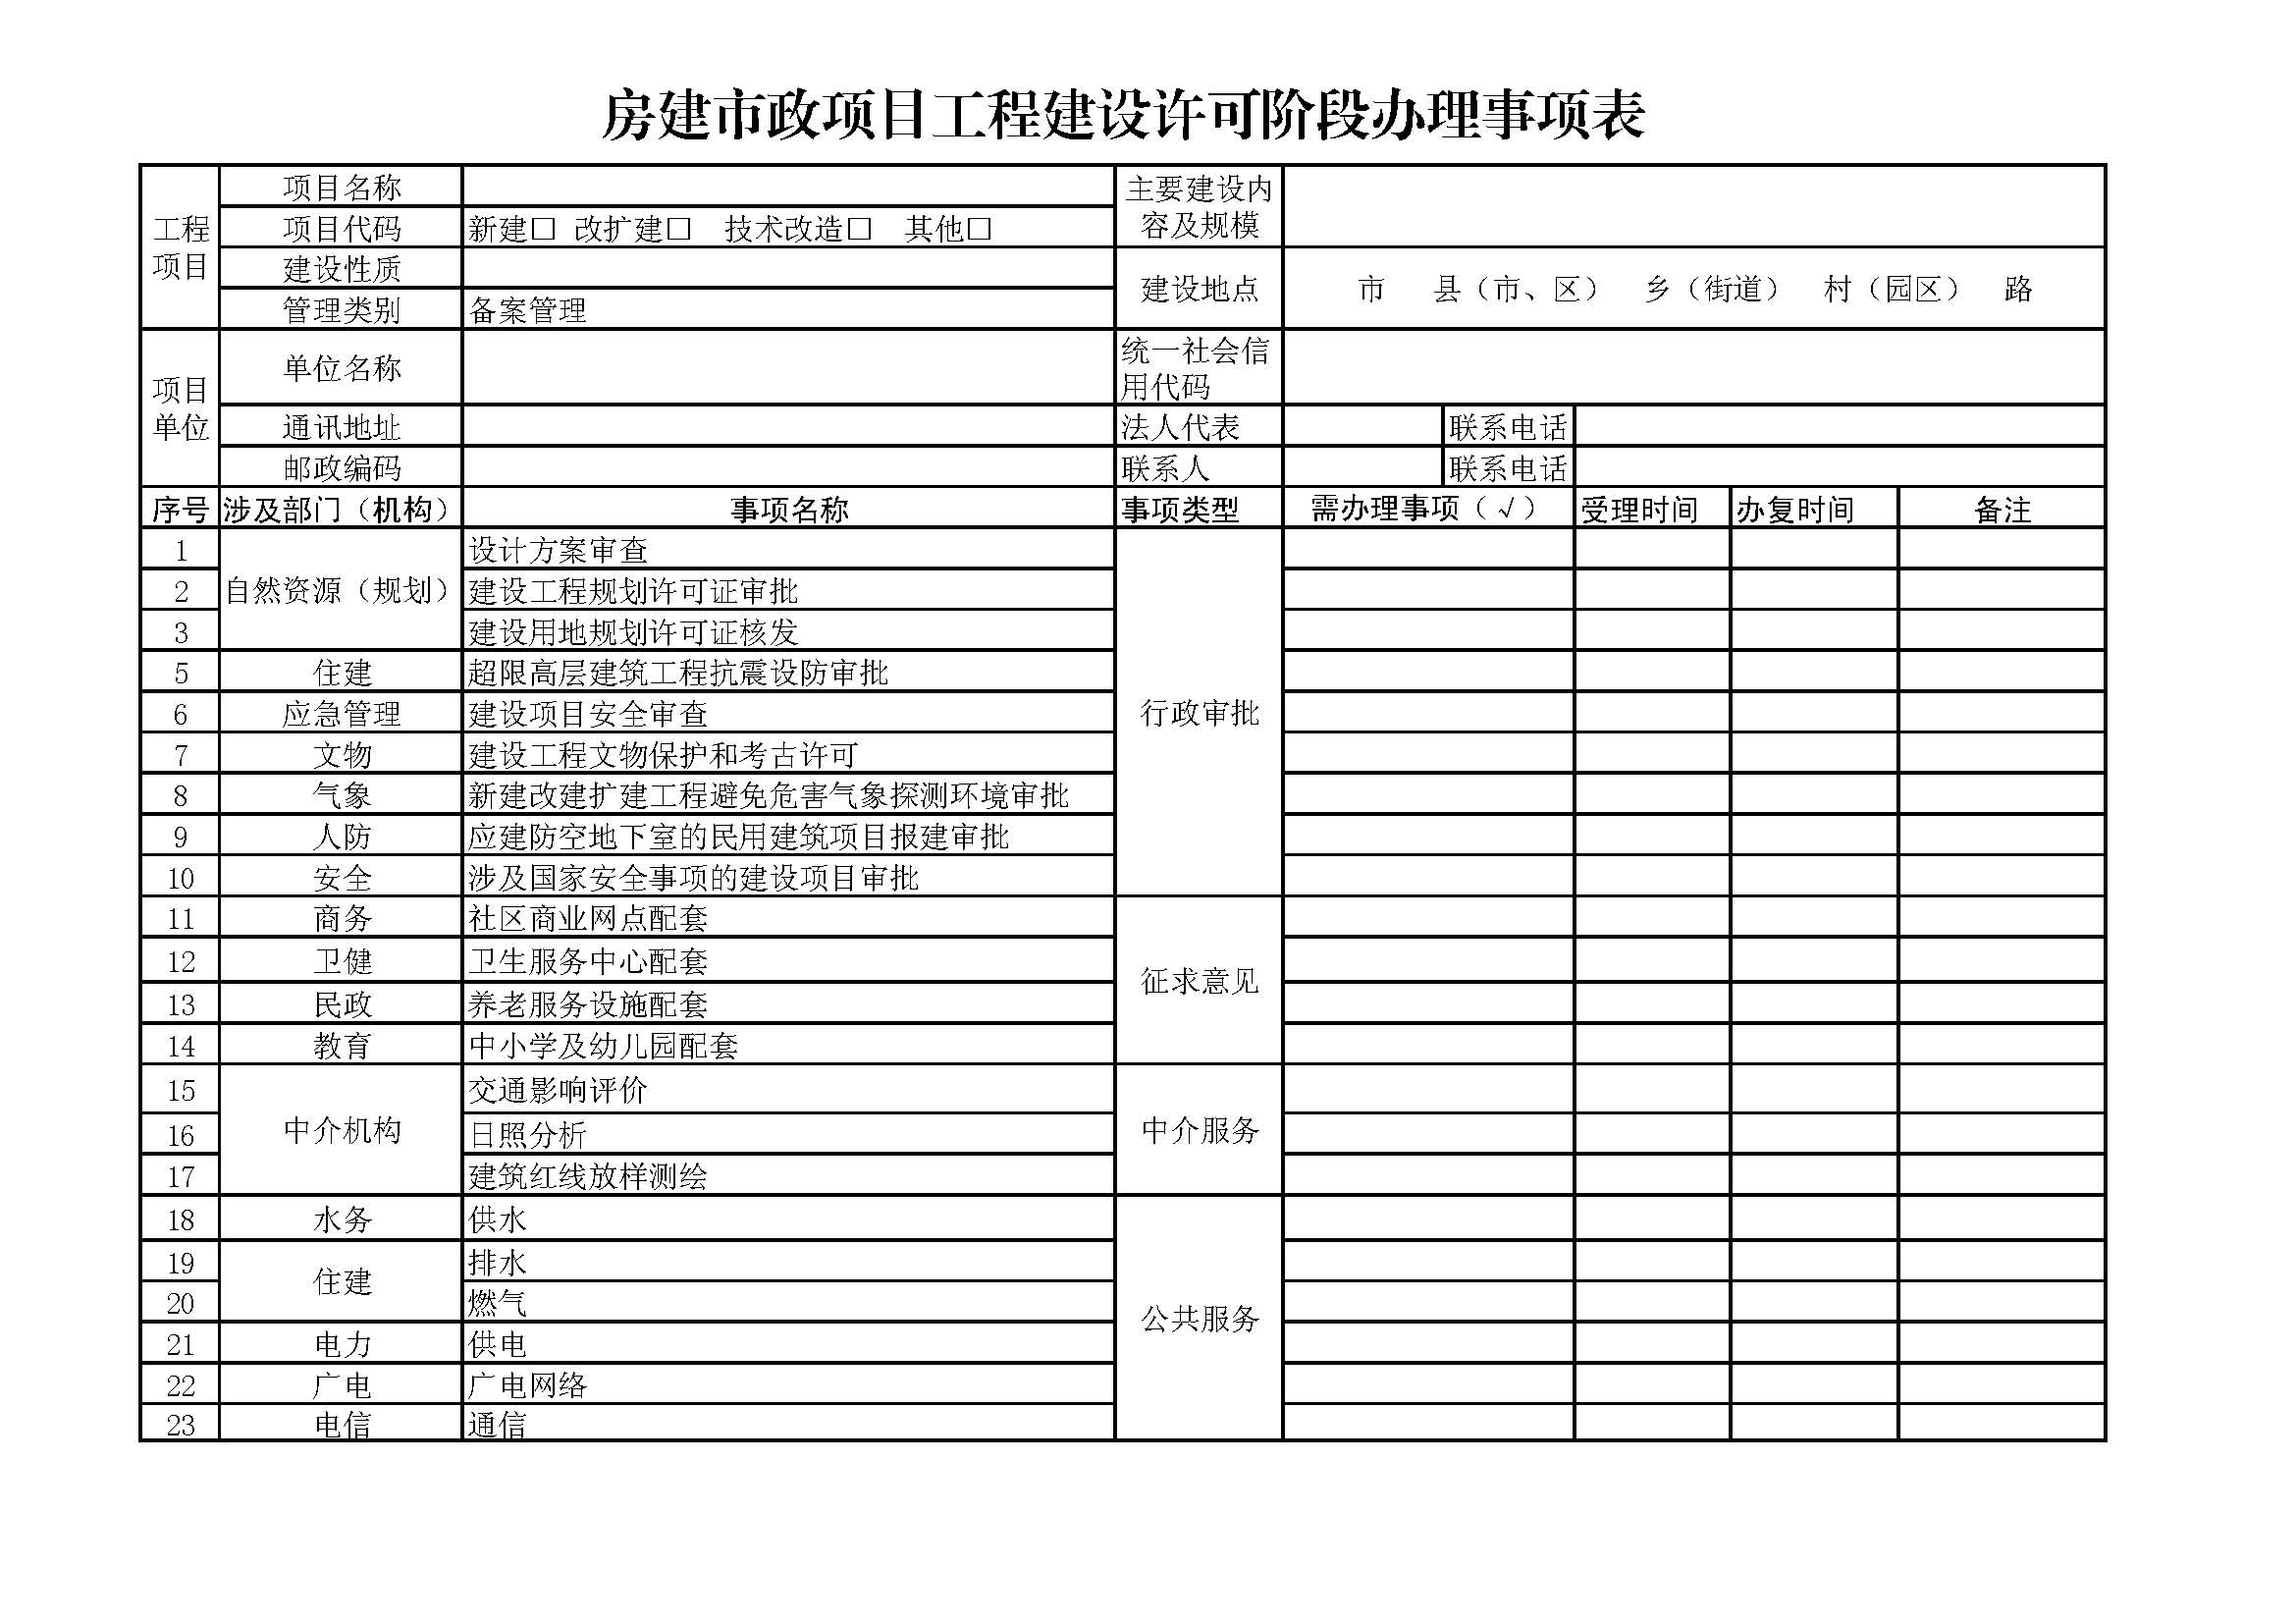 房建市政项目工程建设许可阶段办理事项表
工程项目 项目名称 主要建设内容及规模
项目代码 新建□ 改扩建□ 技术改造□ 其他□
建设性质 建设地点 市 县（市、区） 乡（街道） 村（园区） 路
管理类别 备案管理
项目单位 单位名称 统一社会信用代码
通讯地址 法人代表 联系电话
邮政编码 联系人 联系电话
序号 涉及部门（机构） 事项名称 事项类型 需办理事项（√） 受理时间 办复时间 备注
1 自然资源（规划） 设计方案审查 行政审批
2 建设工程规划许可证审批
3 建设用地规划许可证核发
5 住建 超限高层建筑工程抗震设防审批
6 应急管理 建设项目安全审查
7 文物 建设工程文物保护和考古许可
8 气象 新建改建扩建工程避免危害气象探测环境审批
9 人防 应建防空地下室的民用建筑项目报建审批
10 安全 涉及国家安全事项的建设项目审批
11 商务 社区商业网点配套 征求意见
12 卫健 卫生服务中心配套
13 民政 养老服务设施配套
14 教育 中小学及幼儿园配套
15 中介机构 交通影响评价 中介服务
16 日照分析
17 建筑红线放样测绘
18 水务 供水 公共服务
19 住建 排水
20 燃气
21 电力 供电
22 广电 广电网络
23 电信 通信